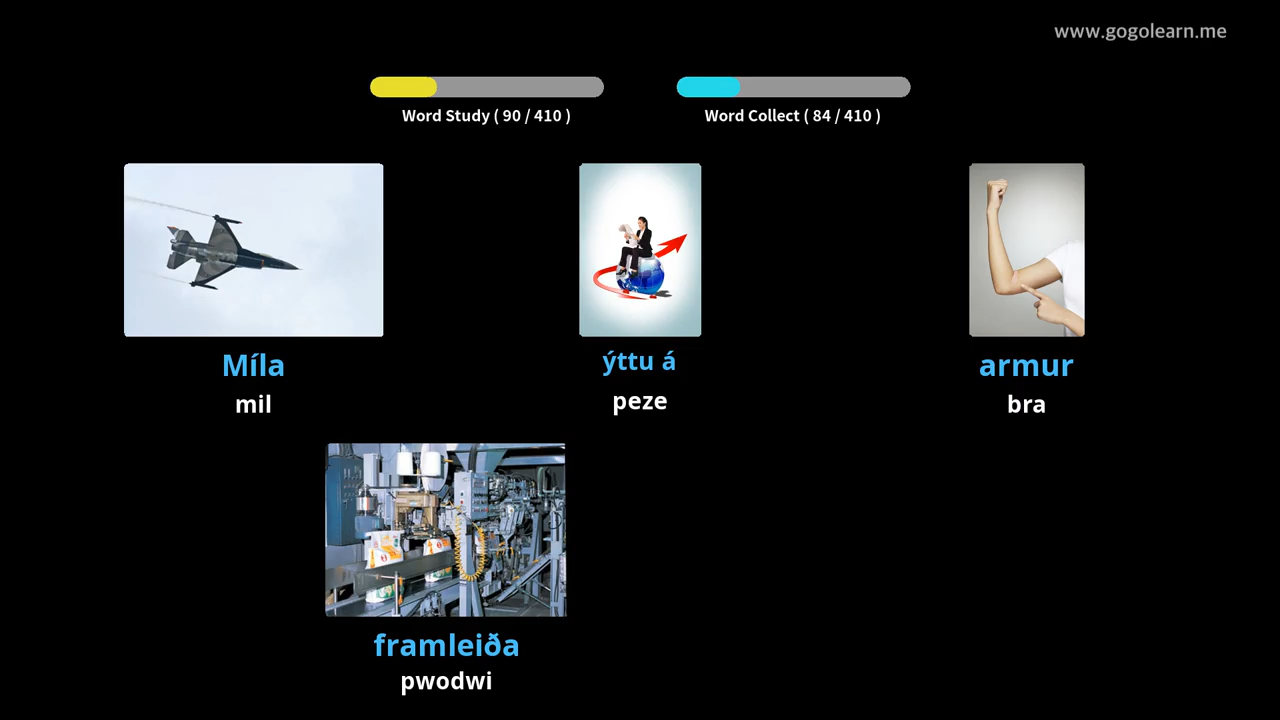 www.gogolearn.me
Word Study ( 90 / 410 )
Word Collect ( 84 / 410 )
Míla
mil
ýttu á
peze
armur
bra
framleiða
pwodwi